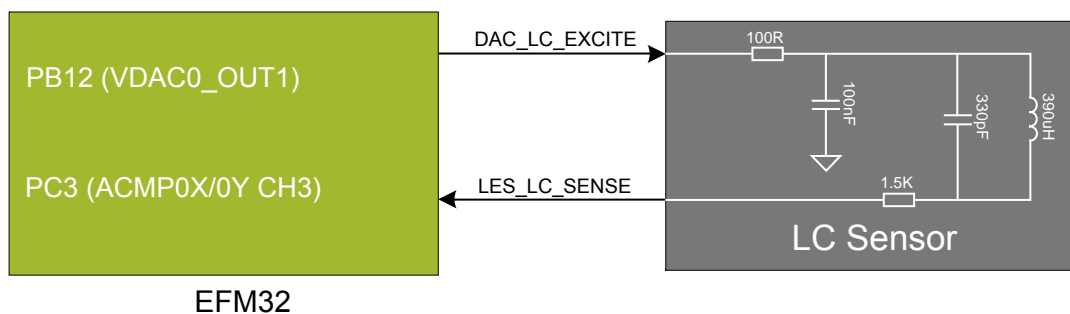 DAC_LC_EXCITE
PB12 (VDAC0_OUT1)
PC3 (ACMP0X/0Y CH3)
LES_LC_SENSE
EFM32
100R
100nF
330pF
390uH
1.5K
LC Sensor